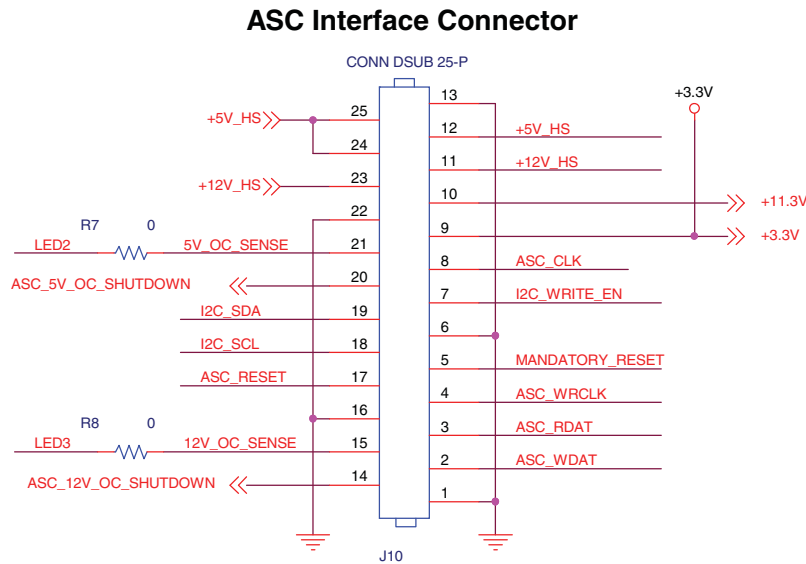 ASC Interface Connector
CONN DSUB 25-P
+3.3V
13
+5V_HS 25
12 +5V_HS
24
11 +12V_HS
+12V_HS 23
10 +11.3V
22
R7 0
9 +3.3V
LED2 5V_OC_SENSE 21
8 ASC_CLK
ASC_5V_OC_SHUTDOWN 20
7 I2C_WRITE_EN
I2C_SDA 19
6
I2C_SCL 18
5 MANDATORY_RESET
ASC_RESET 17
4 ASC_WRCLK
16
R8 0
3 ASC_RDAT
LED3 12V_OC_SENSE 15
2 ASC_WDAT
ASC_12V_OC_SHUTDOWN 14
1
J10